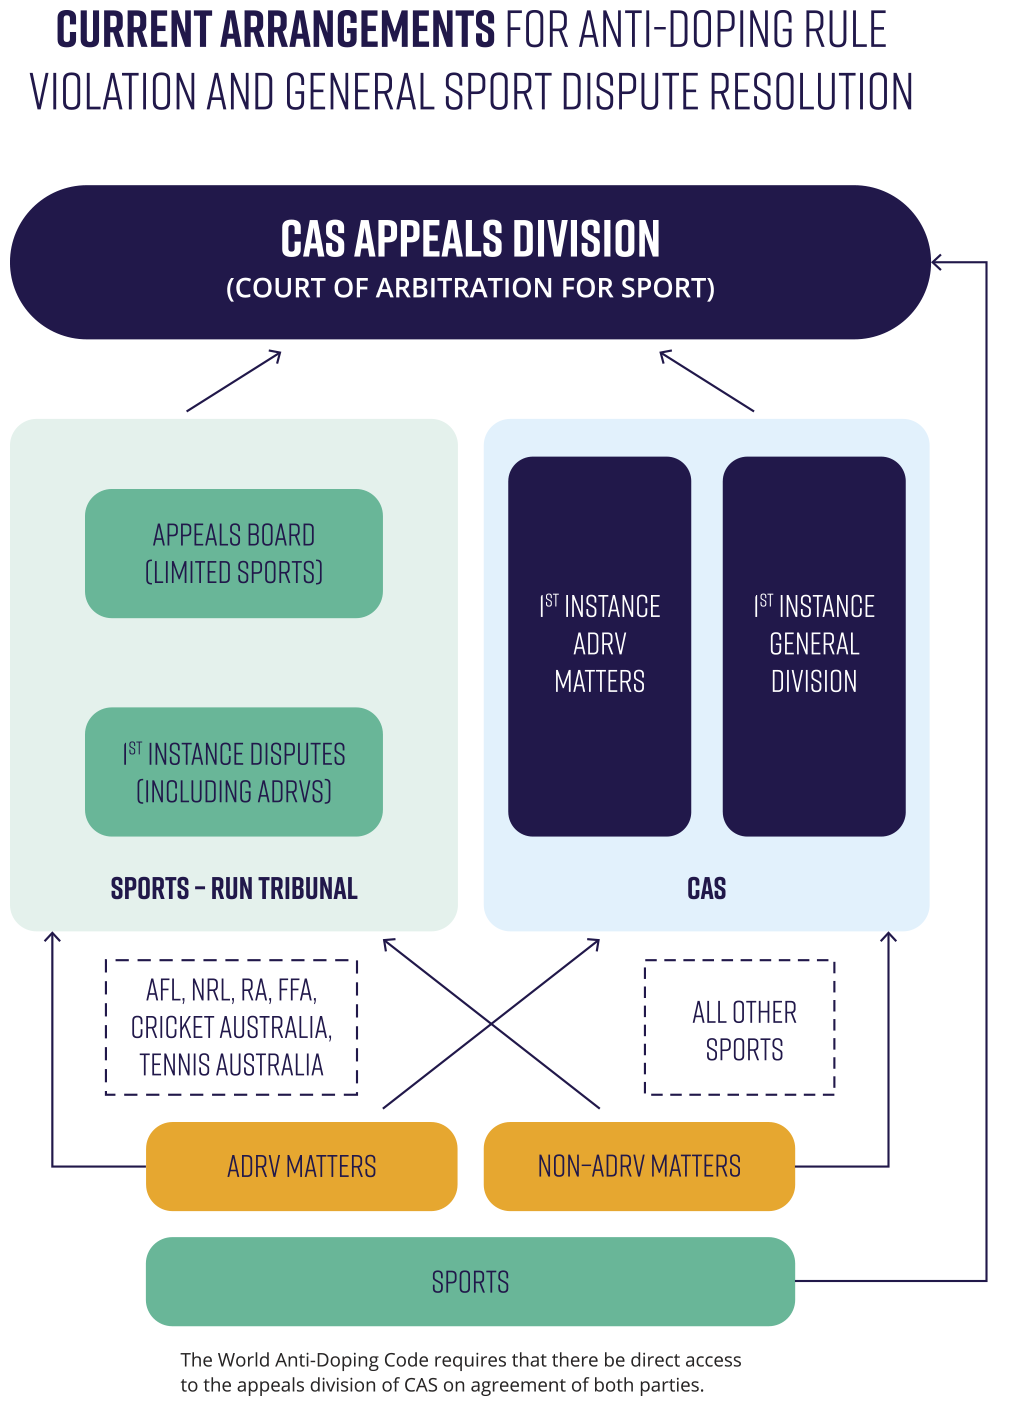 CURRENT ARRANGEMENTS FOR ANTI-DOPING RULE
VIOLATION AND GENERAL SPORT DISPUTE RESOLUTION
CAS APPEALS DIVISION
(COURT OF ARBITRATION FOR SPORT)
APPEALS BOARD
(LIMITED SPORTS)
1ST INSTANCE DISPUTES
(INCLUDING ADRVS)
SPORTS – RUN TRIBUNAL
1ST INSTANCE
ADRV
MATTERS
1ST INSTANCE
GENERAL
DIVISION
CAS
AFL, NRL, RA, FFA,
CRICKET AUSTRALIA,
TENNIS AUSTRALIA
ALL OTHER
SPORTS
ADRV MATTERS
NON-ADRV MATTERS
SPORTS
The World Anti-Doping Code requires that there be direct access
to the appeals division of CAS on agreement of both parties.